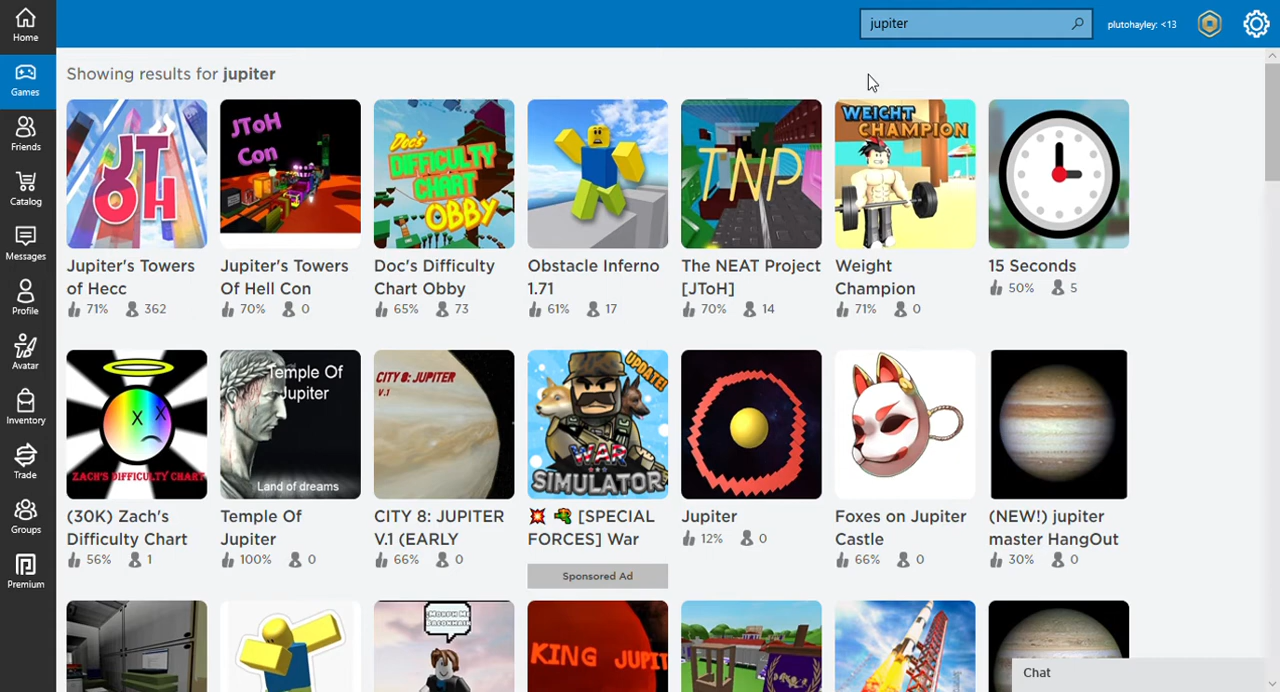 Home
Games
Friends
Catalog
Messages
Profile
Avatar
Inventory
Trade
Groups
Premium
jupiter
plutohayley: <13
Showing results for jupiter
JT
OH
Jupiter's Towers
of Hecc
71% 362
JToH
Con
Jupiter's Towers
Of Hell Con
70% 0
Doc's
DIFFICULTY
CHART
OBBY
Doc's Difficulty
Chart Obby
65% 73
Obstacle Inferno
1.71
61% 17
TNP
The NEAT Project
[JToH]
70% 14
WEIGHT
CHAMPION
Weight
Champion
71% 0
15 Seconds
50% 5
ZACH'S DIFFICULTY CHART
(30K) Zach's
Difficulty Chart
56% 1
Temple Of
Jupiter
Land of dreams
Temple Of
Jupiter
100% 0
CITY 8: JUPITER
V.1
CITY 8: JUPITER
V.1 (EARLY
66% 0
UPDATE!
WAR
SIMULATOR
💥 🔫 [SPECIAL
FORCES] War
Sponsored Ad
Jupiter
12% 0
Foxes on Jupiter
Castle
66% 0
(NEW!) jupiter
master HangOut
30% 0
MORPH ME
BACONHAIR
KING JUPIT
Chat